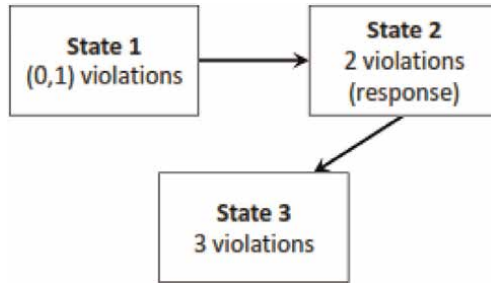 State 1
(0,1) violations
State 2
2 violations
(response)
State 3
3 violations